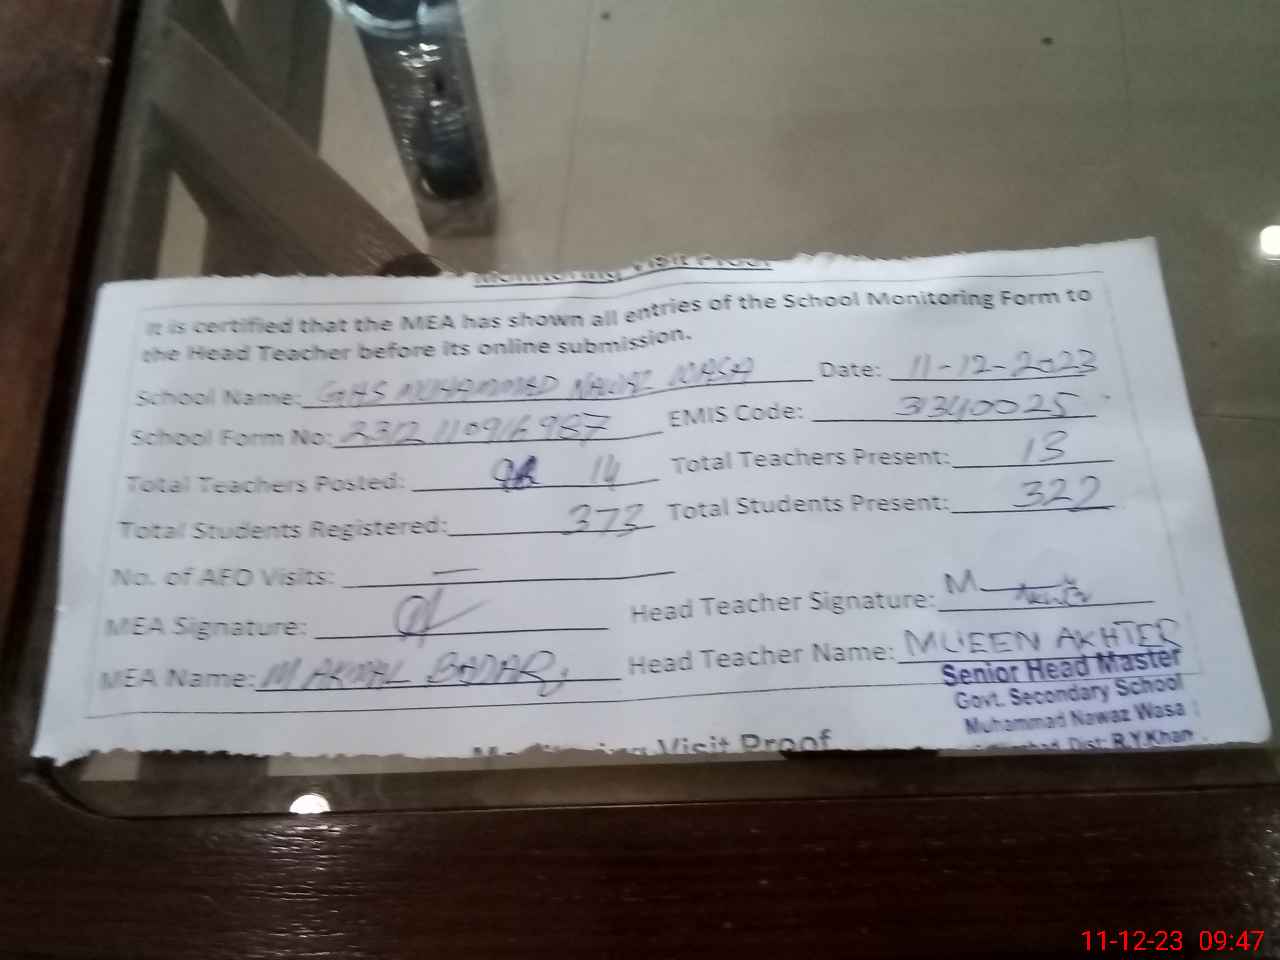 Monitoring Visit Proof
It is certified that the MEA has shown all entries of the School Monitoring Form to
the Head Teacher before its online submission.
School Name: GHS MUHAMMAD NAWAZ WASA Date: 11-12-2023
School Form No: 2312110916987 EMIS Code: 31340025
Total Teachers Posted: 14 Total Teachers Present: 13
Total Students Registered: 373 Total Students Present: 322
No. of AEO Visits: —
MEA Signature: Head Teacher Signature: M
MEA Name: M AKMAL BADAR Head Teacher Name: MUEEN AKHTER
Senior Head Master
Govt. Secondary School
Muhammad Nawaz Wasa
Dist: R.Y.Khan
Monitoring Visit Proof
11-12-23 09:47